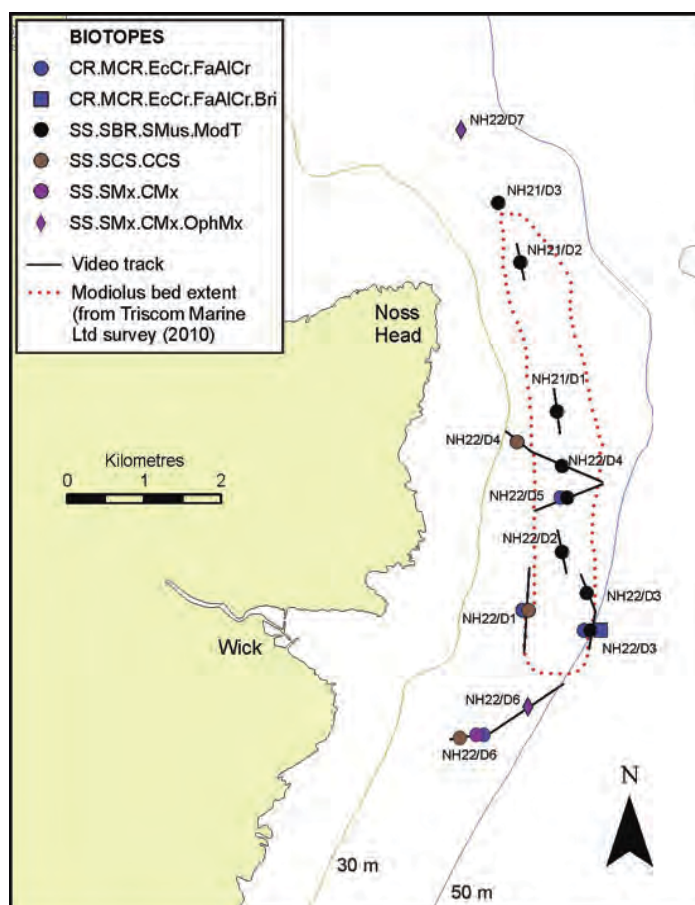 BIOTOPES
CR.MCR.EcCr.FaAlCr
CR.MCR.EcCr.FaAlCr.Bri
SS.SBR.SMus.ModT
SS.SCS.CCS
SS.SMx.CMx
SS.SMx.CMx.OphMx
Video track
Modiolus bed extent
(from Triscom Marine
Ltd survey (2010)
NH22/D7
NH21/D3
NH21/D2
Noss
Head
NH21/D1
NH22/D4
NH22/D4
Kilometres
0 1 2
NH22/D5
NH22/D2
NH22/D3
NH22/D1
Wick
NH22/D3
NH22/D6
NH22/D6
N
30 m
50 m